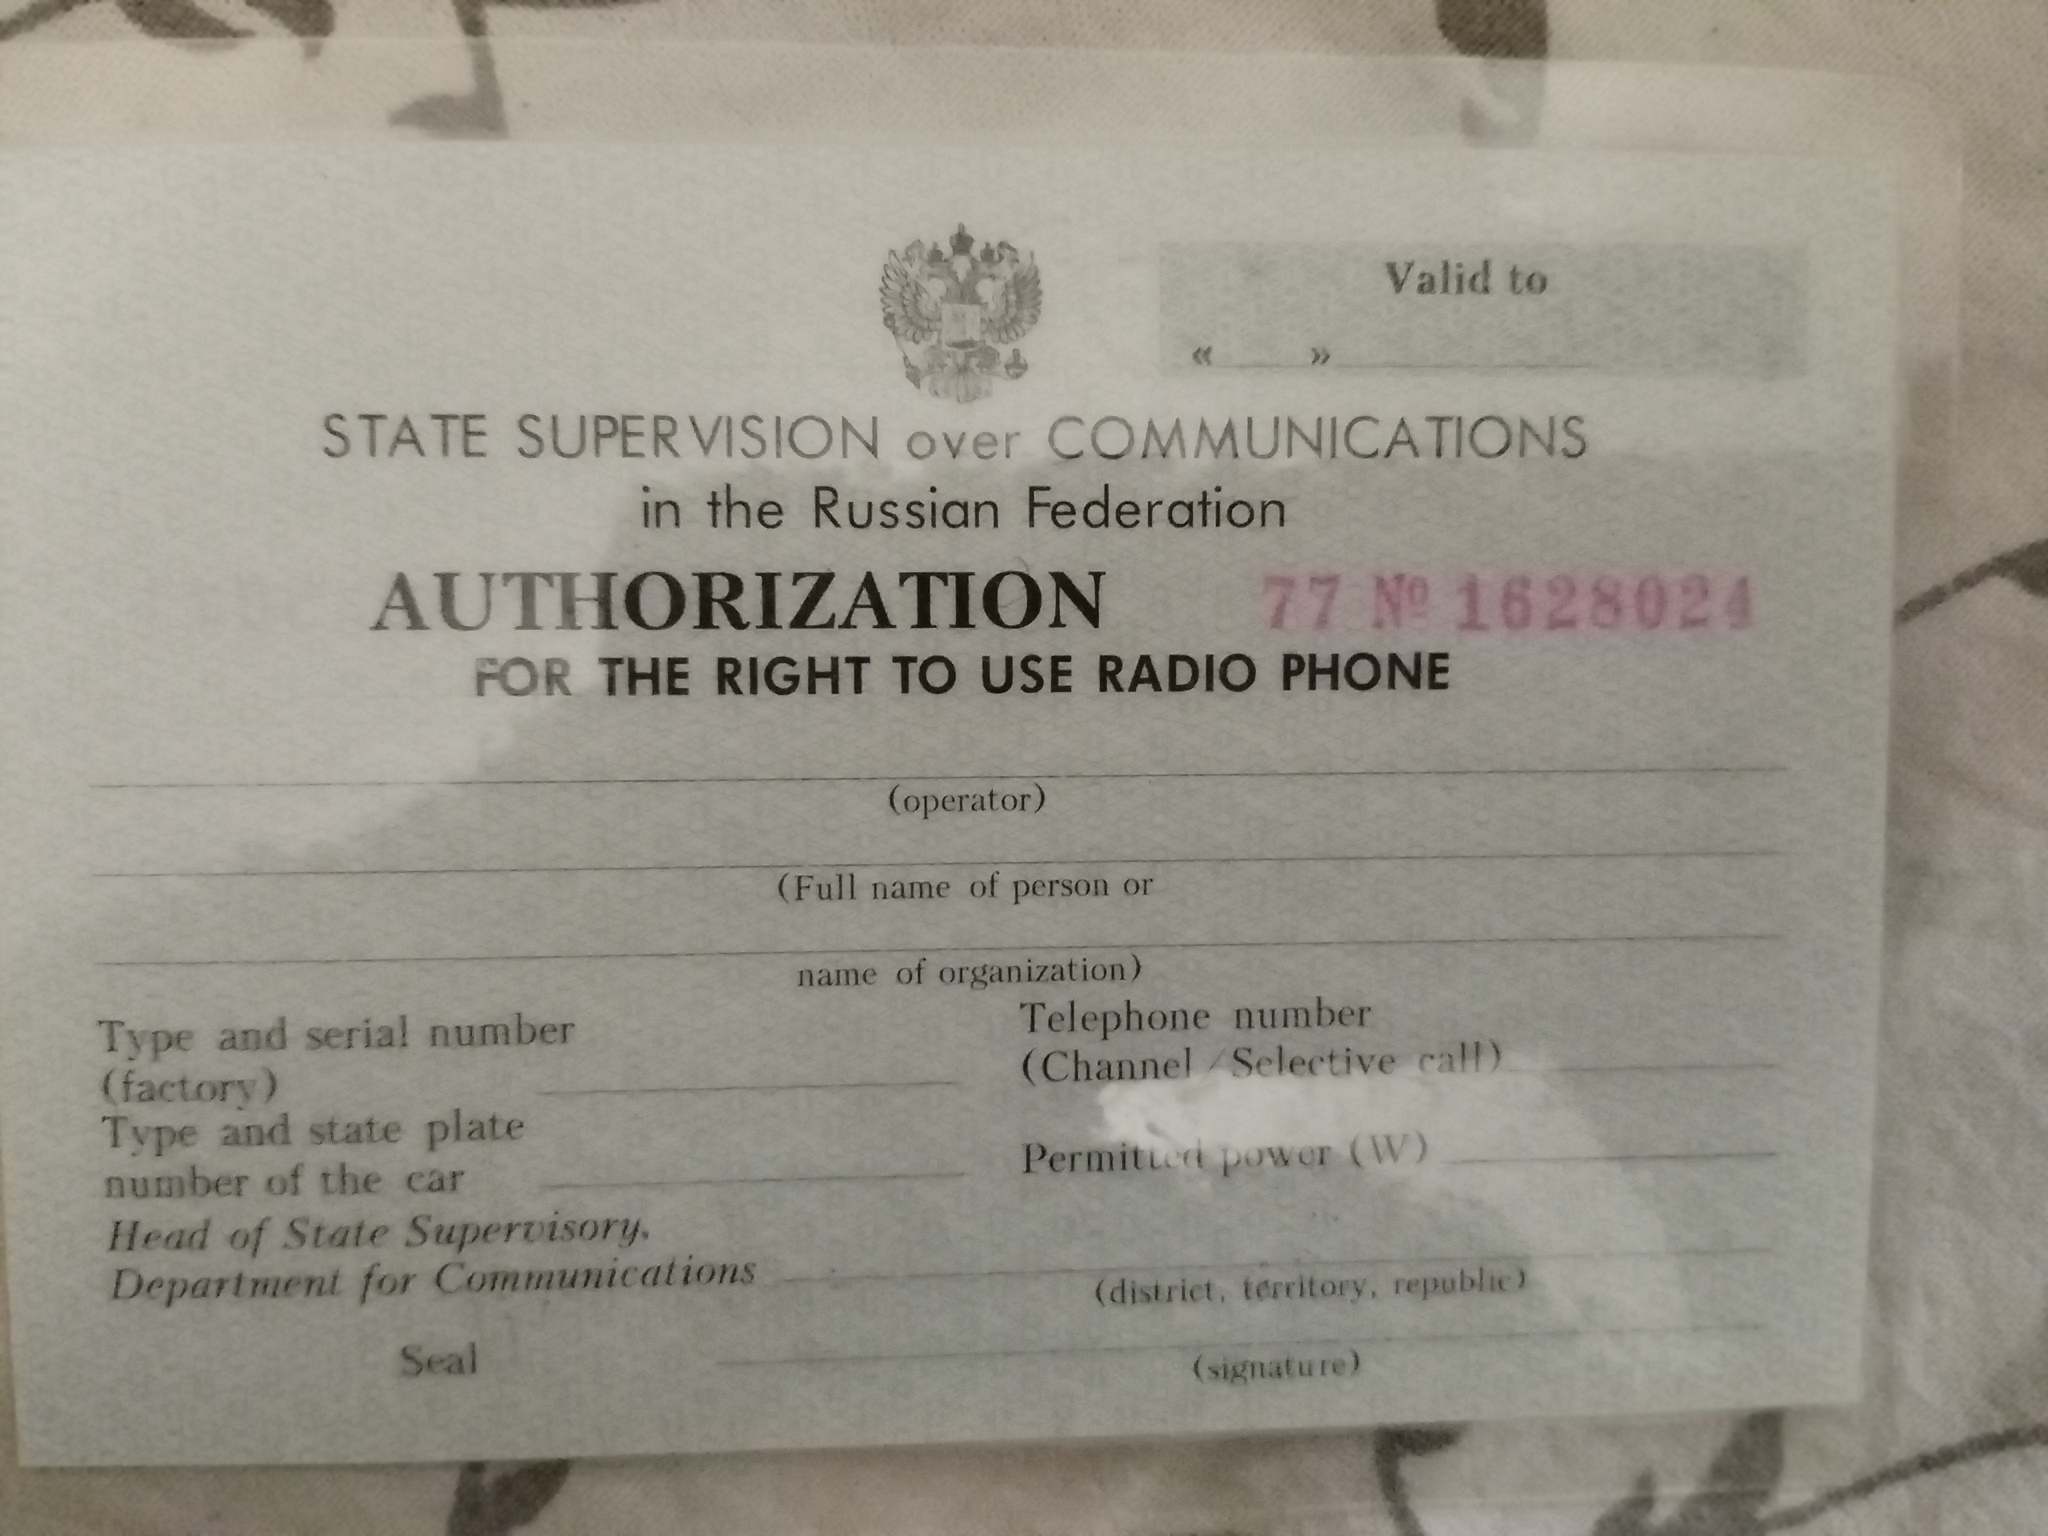 Valid to
« »
STATE SUPERVISION over COMMUNICATIONS
in the Russian Federation
AUTHORIZATION 77 № 1628024
FOR THE RIGHT TO USE RADIO PHONE
(operator)
(Full name of person or
name of organization)
Type and serial number
(factory)
Telephone number
(Channel/Selective call)
Type and state plate
number of the car
Permitted power (W)
Head of State Supervisory.
Department for Communications
(district, territory, republic)
Seal
(signature)